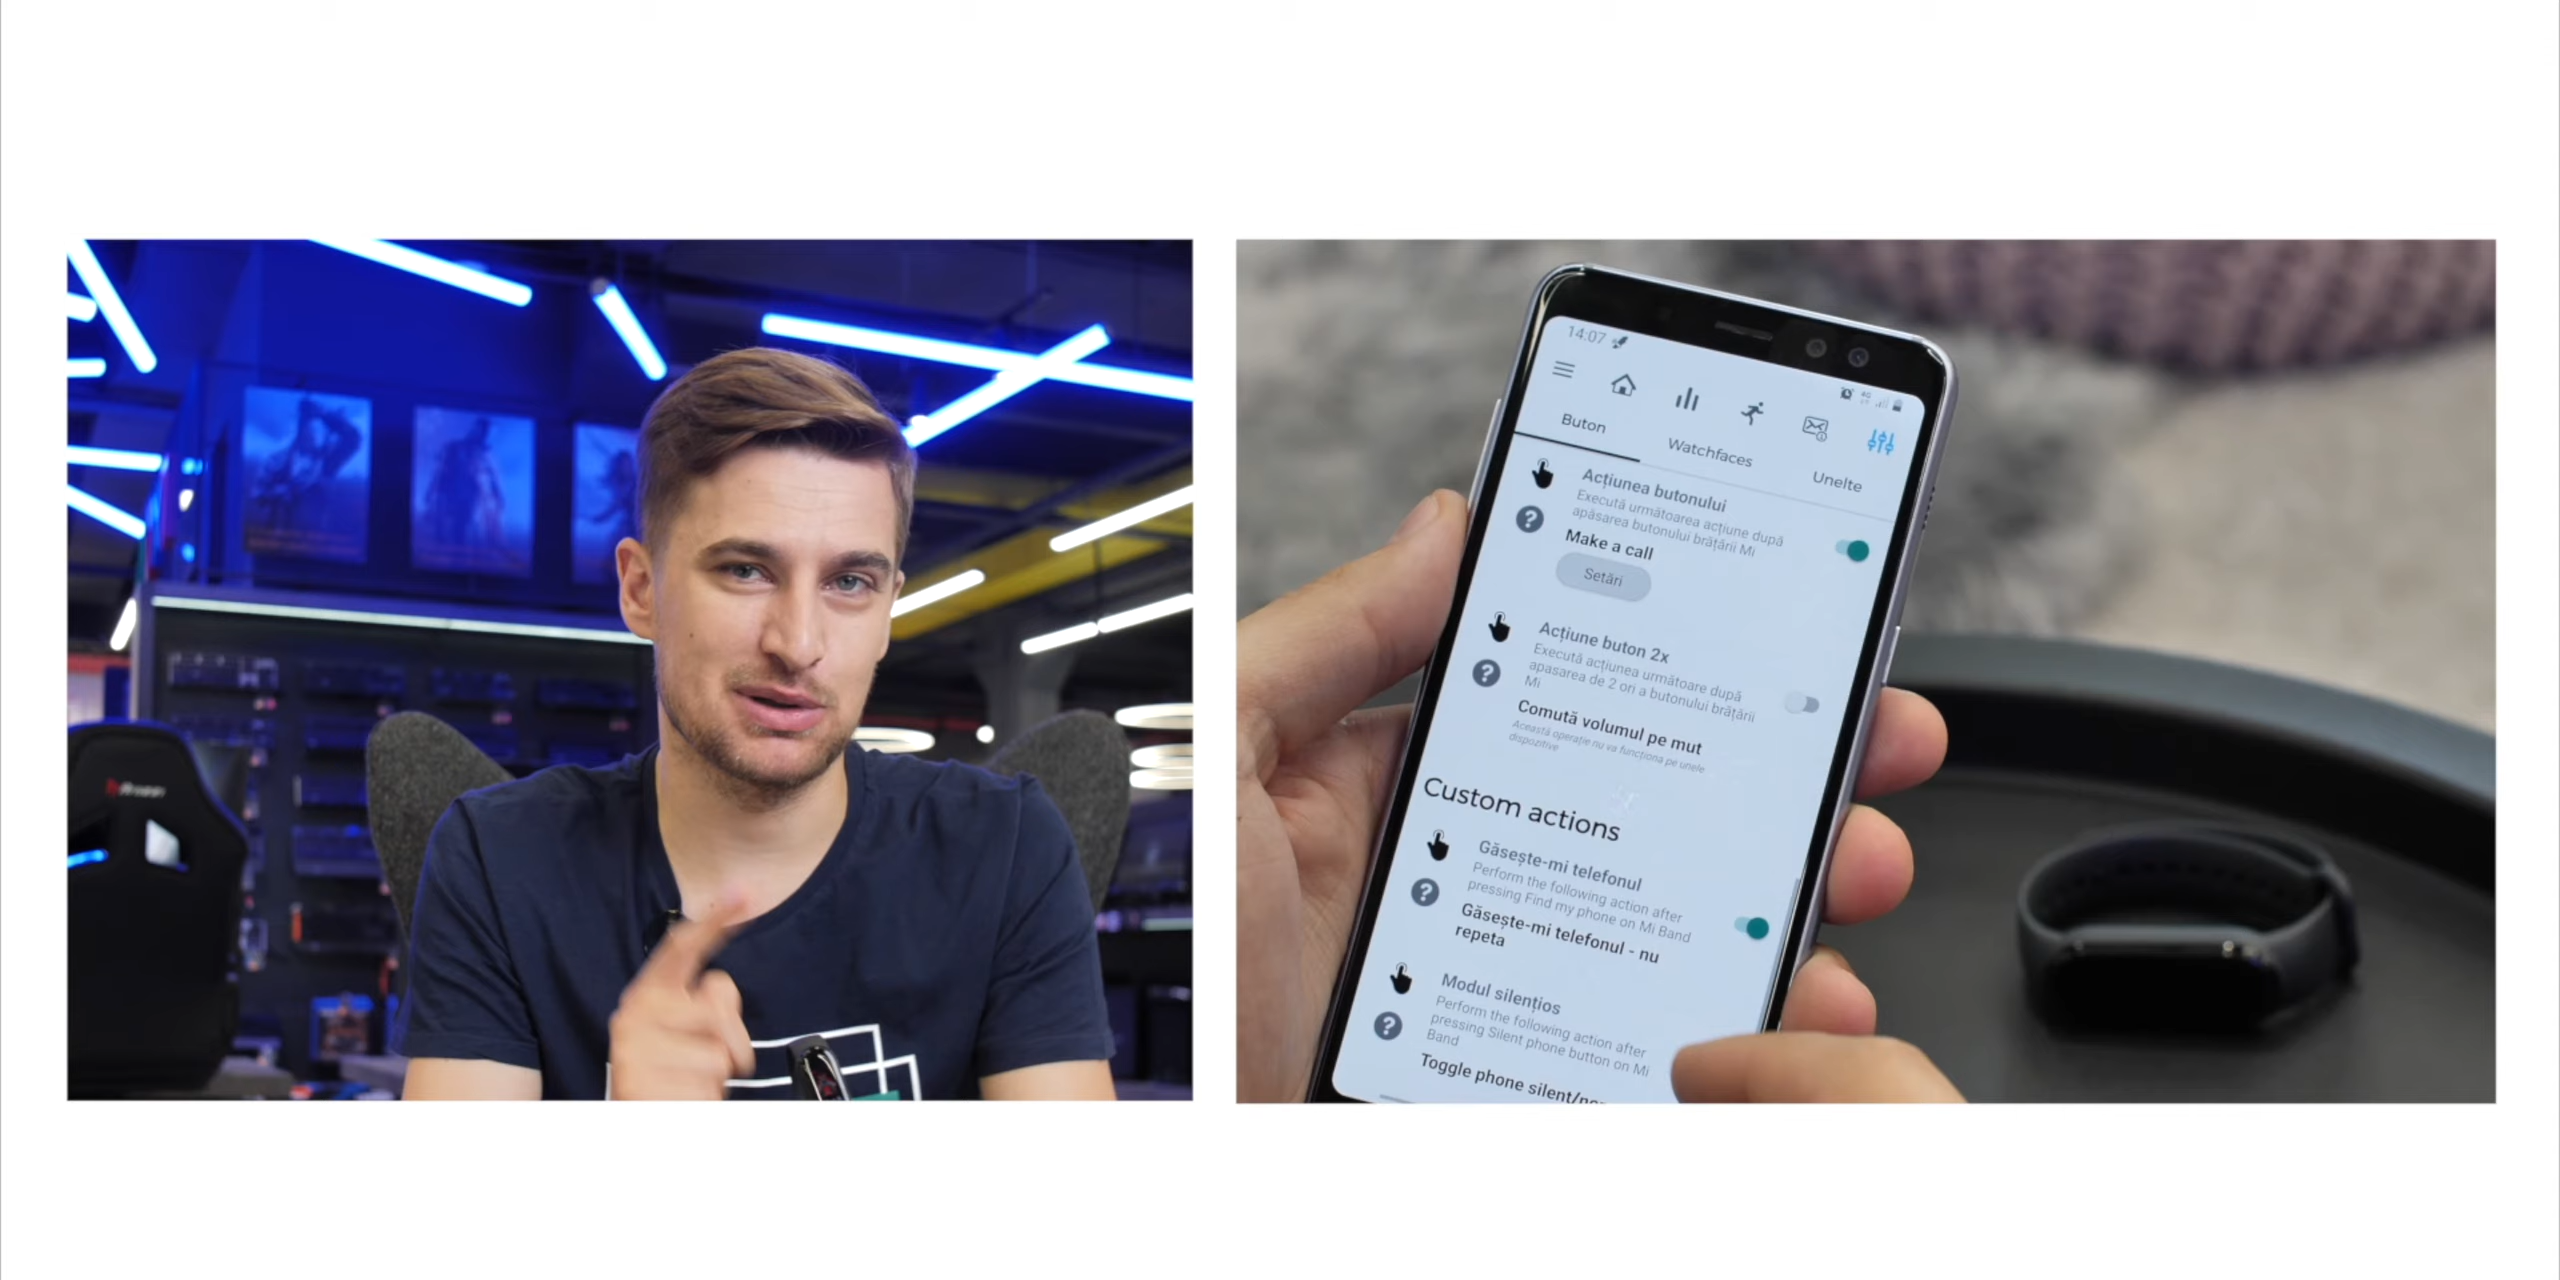 14:07
Buton
Watchfaces
Unelte
Acțiunea butonului
Execută următoarea acțiune după
apăsarea butonului brățării Mi
Make a call
Setări
Acțiune buton 2x
Execută acțiunea următoare după
apasarea de 2 ori a butonului brățării
Mi
Comută volumul pe mut
Această operație nu va funcționa pe unele
dispozitive
Custom actions
Găsește-mi telefonul
Perform the following action after
pressing Find my phone on Mi Band
Găsește-mi telefonul - nu
repeta
Modul silențios
Perform the following action after
pressing Silent phone button on Mi
Band
Toggle phone silent/